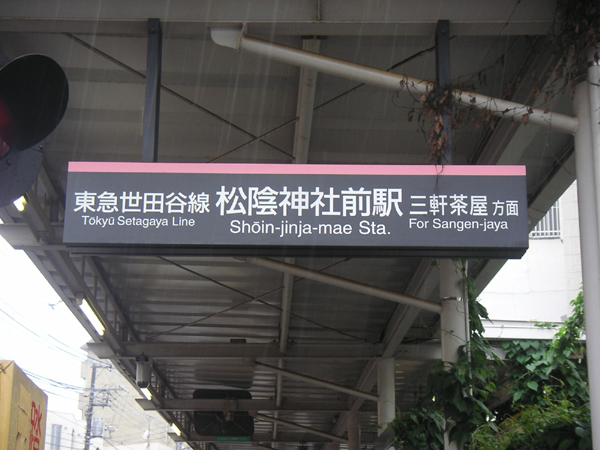 東急世田谷線 松陰神社前駅 三軒茶屋 方面
Tokyū Setagaya Line Shōin-jinja-mae Sta. For Sangen-jaya